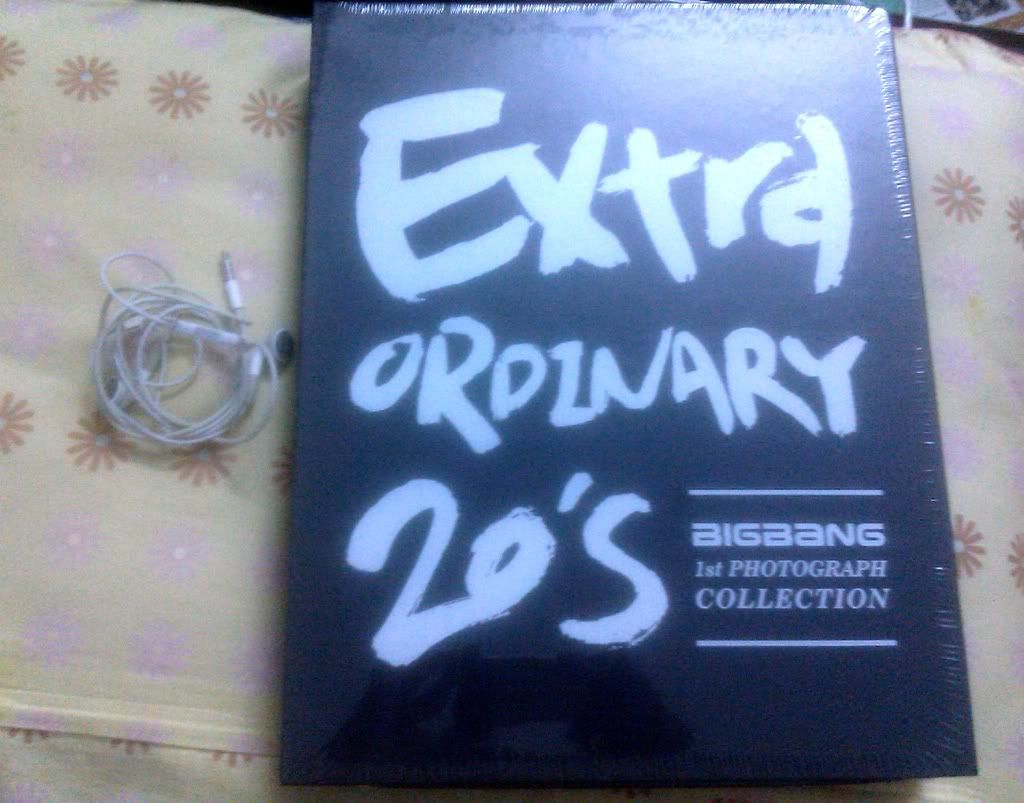 Extra
ORDINARY
20's
BIGBANG
1st PHOTOGRAPH
COLLECTION